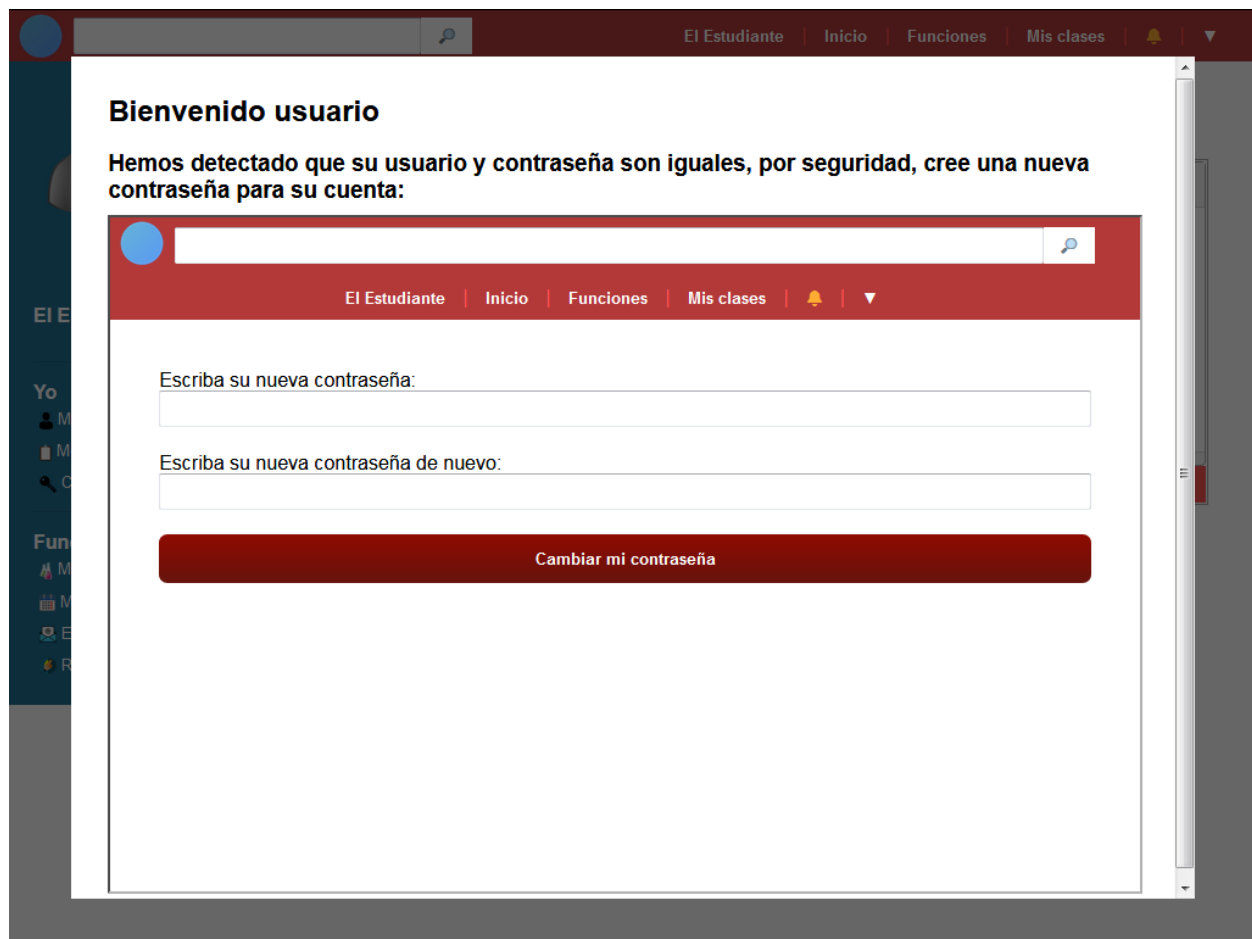 El Estudiante | Inicio | Funciones | Mis clases | ▼
Bienvenido usuario
Hemos detectado que su usuario y contraseña son iguales, por seguridad, cree una nueva
contraseña para su cuenta:
El Estudiante | Inicio | Funciones | Mis clases | ▼
Escriba su nueva contraseña:
Escriba su nueva contraseña de nuevo:
Cambiar mi contraseña
El E
Yo
M
M
C
Fun
M
M
E
R